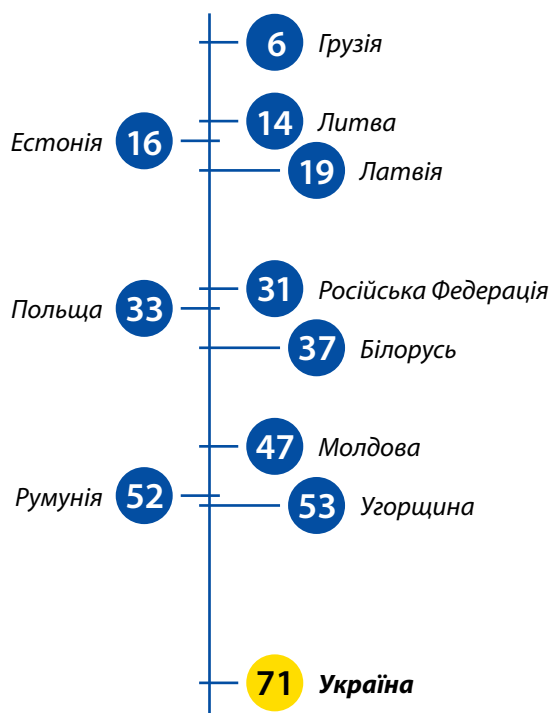 6 Грузія
14 Литва
Естонія 16
19 Латвія
31 Російська Федерація
Польща 33
37 Білорусь
47 Молдова
Румунія 52
53 Угорщина
71 Україна